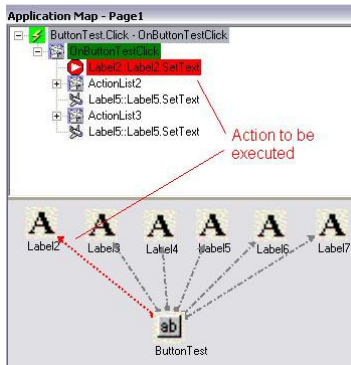 Application Map - Page1
ButtonTest.Click - OnButtonTestClick
OnButtonTestClick
Label2::Label2.SetText
ActionList2
Label5::Label5.SetText
ActionList3
Label5::Label5.SetText
Action to be
executed
A A A A A A
Label2 Label3 Label4 Label5 Label6 Label7
ab
ButtonTest